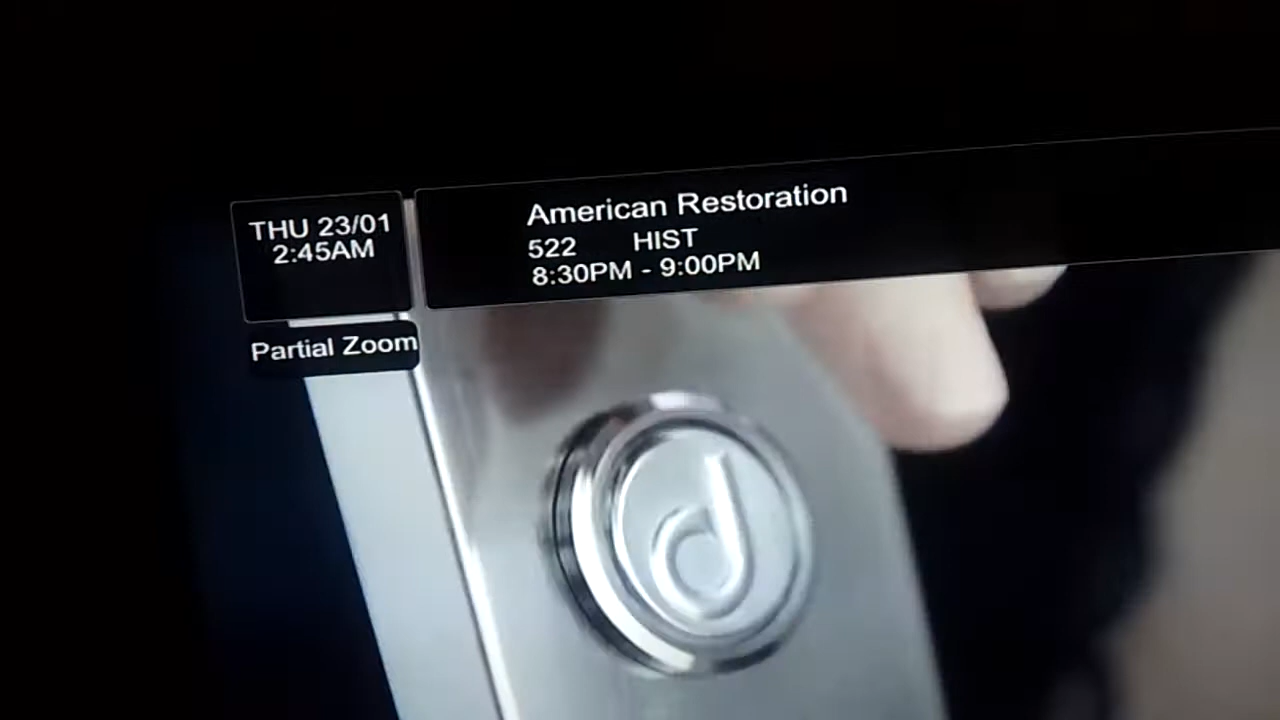 THU 23/01
2:45AM
American Restoration
522 HIST
8:30PM - 9:00PM
Partial Zoom
d